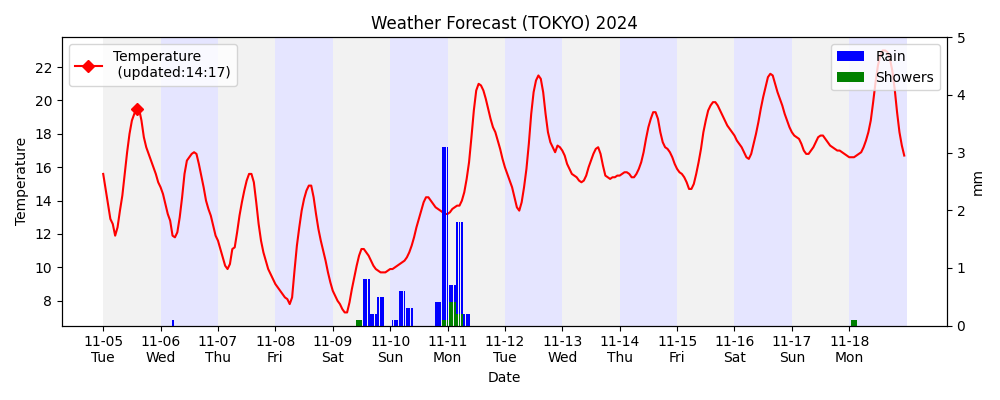 Weather Forecast (TOKYO) 2024
Temperature
(updated:14:17)
Rain
Showers
Temperature
22
20
18
16
14
12
10
8
5
4
3
2
1
0
mm
11-05 11-06 11-07 11-08 11-09 11-10 11-11 11-12 11-13 11-14 11-15 11-16 11-17 11-18
Tue Wed Thu Fri Sat Sun Mon Tue Wed Thu Fri Sat Sun Mon
Date